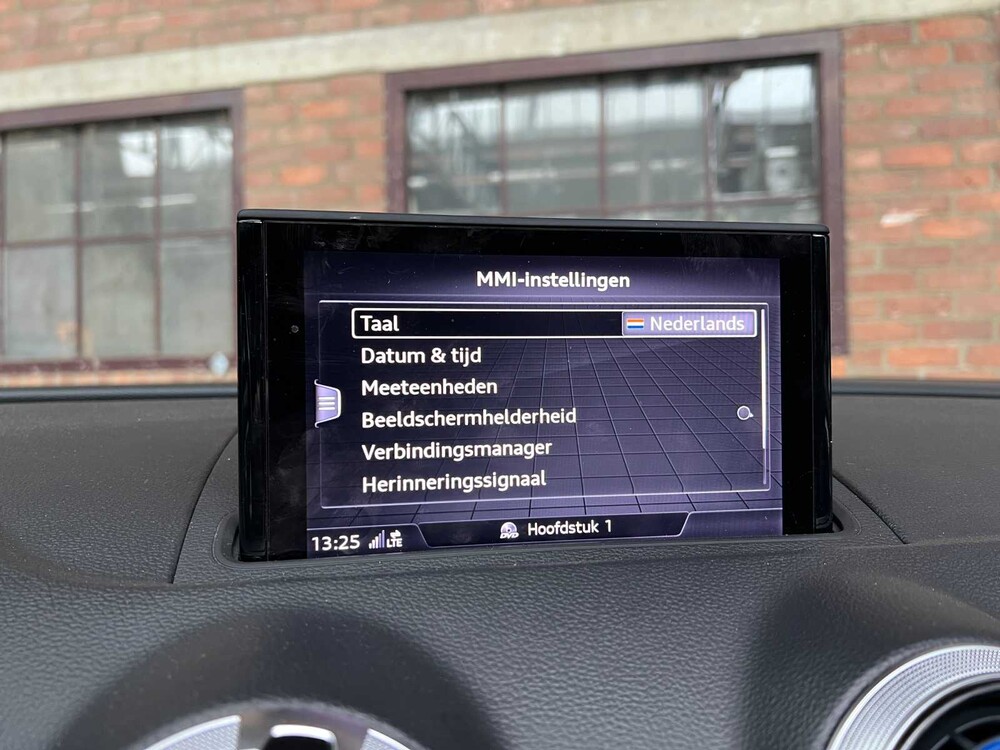 MMI-instellingen
Taal Nederlands
Datum & tijd
Meeteenheden
Beeldschermhelderheid
Verbindingsmanager
Herinneringssignaal
13:25 LTE DVD Hoofdstuk 1